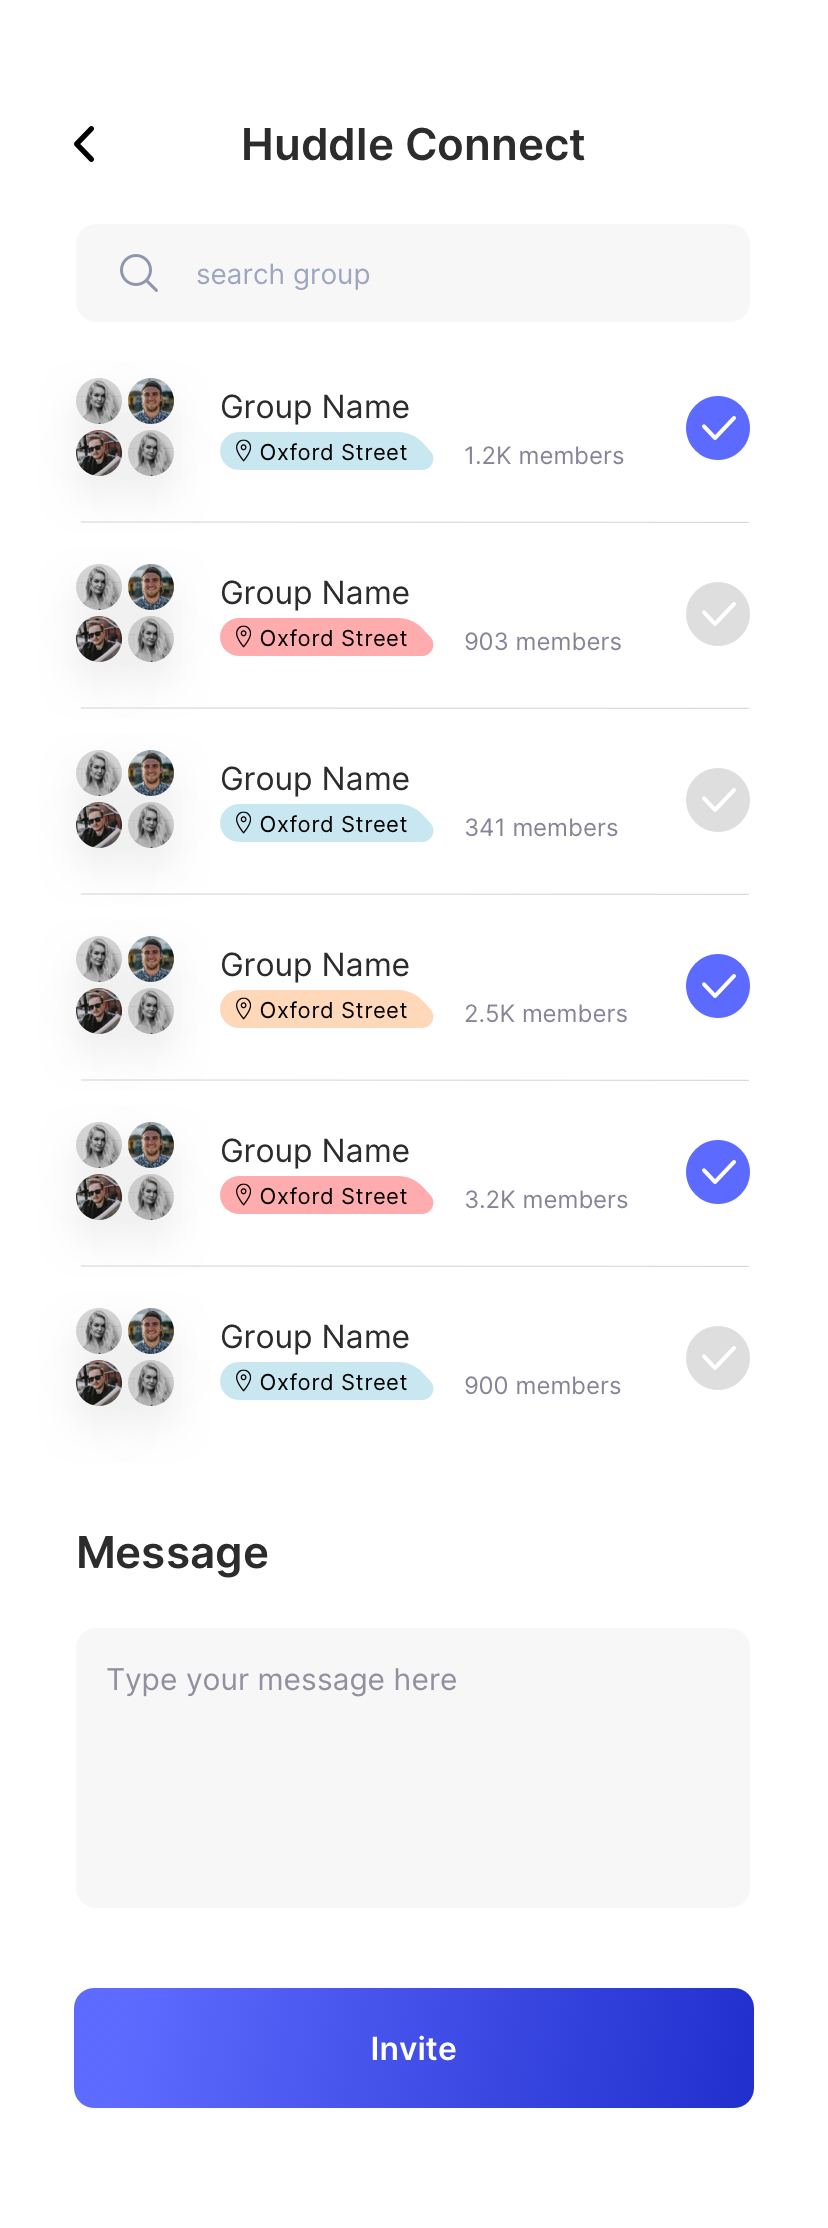 Huddle Connect
search group
Group Name
Oxford Street 1.2K members
Group Name
Oxford Street 903 members
Group Name
Oxford Street 341 members
Group Name
Oxford Street 2.5K members
Group Name
Oxford Street 3.2K members
Group Name
Oxford Street 900 members
Message
Type your message here
Invite